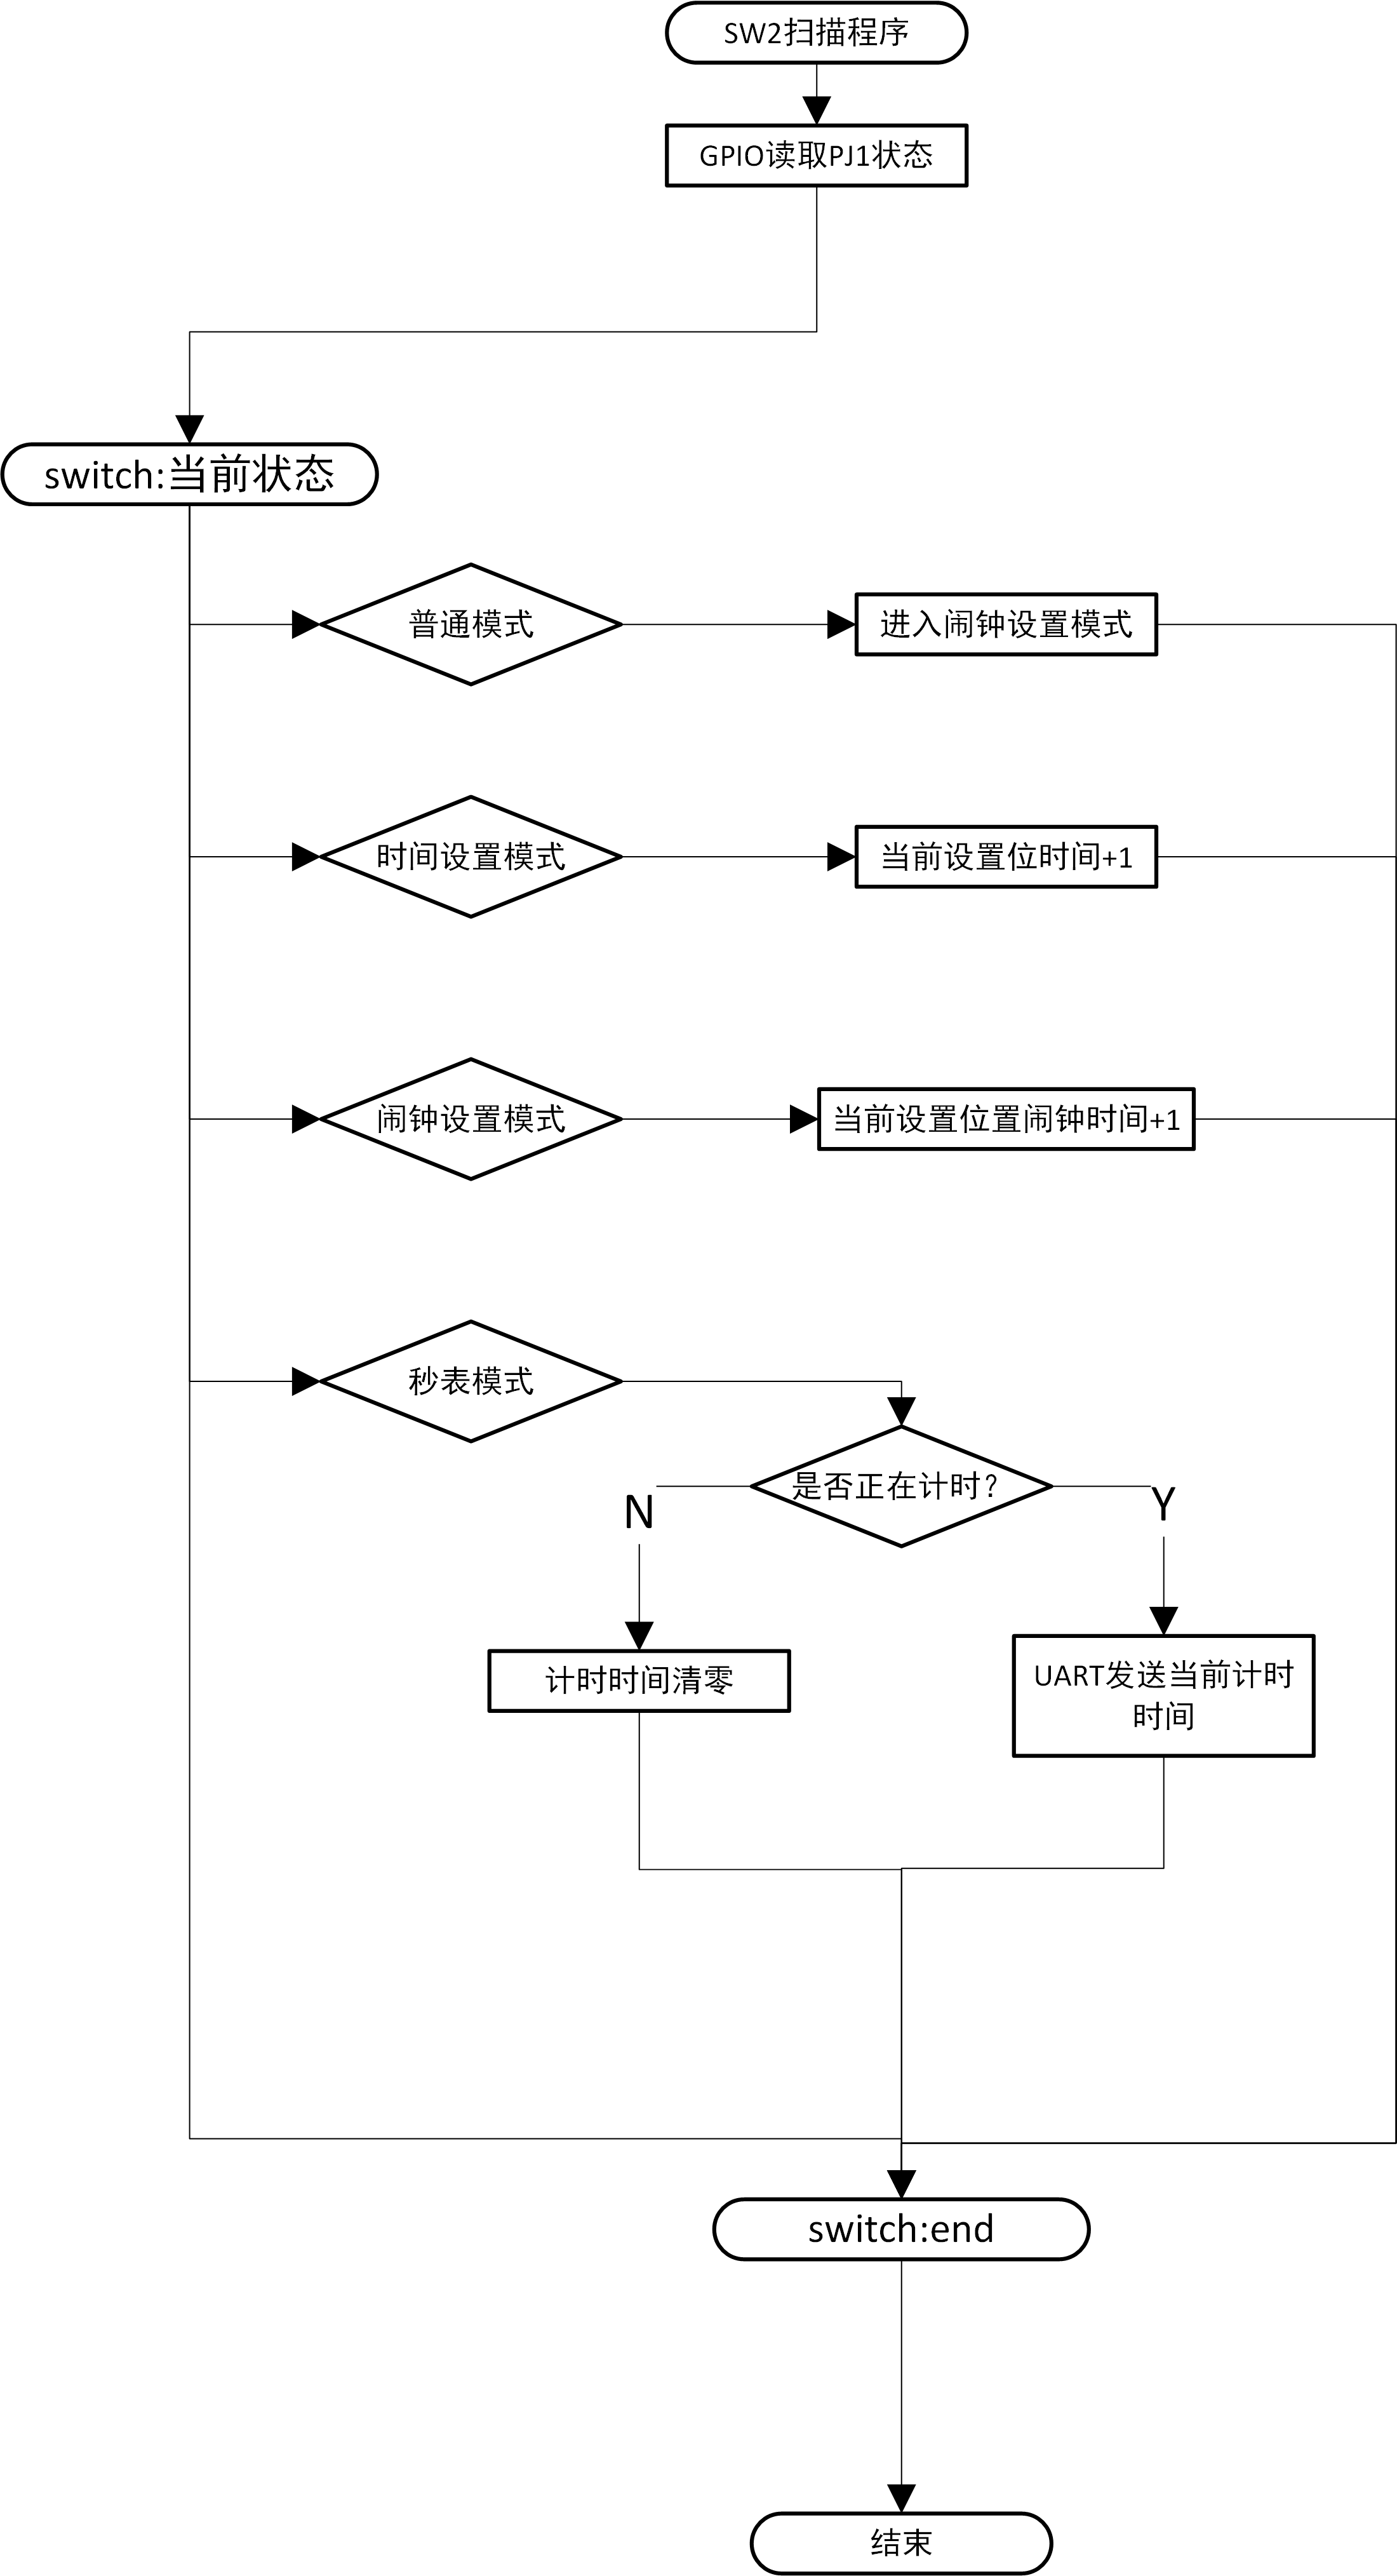 SW2扫描程序
GPIO读取PJ1状态
switch:当前状态
普通模式
进入闹钟设置模式
时间设置模式
当前设置位时间+1
闹钟设置模式
当前设置位置闹钟时间+1
秒表模式
是否正在计时？
N
Y
计时时间清零
UART发送当前计时
时间
switch:end
结束